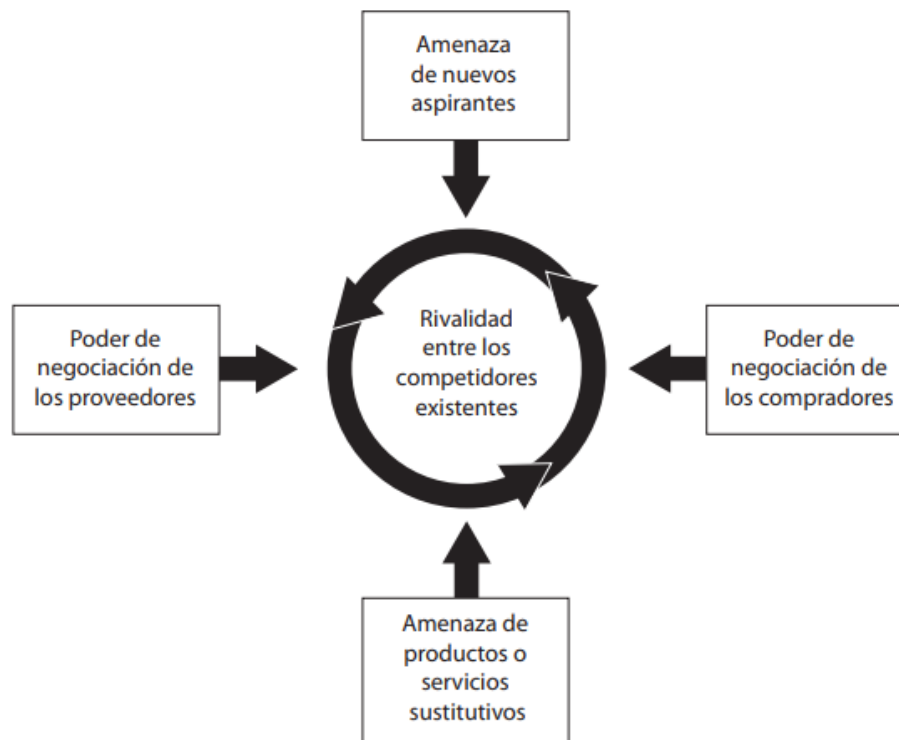 Amenaza
de nuevos
aspirantes
Poder de
negociación de
los proveedores
Rivalidad
entre los
competidores
existentes
Poder de
negociación de
los compradores
Amenaza de
productos o
servicios
sustitutivos